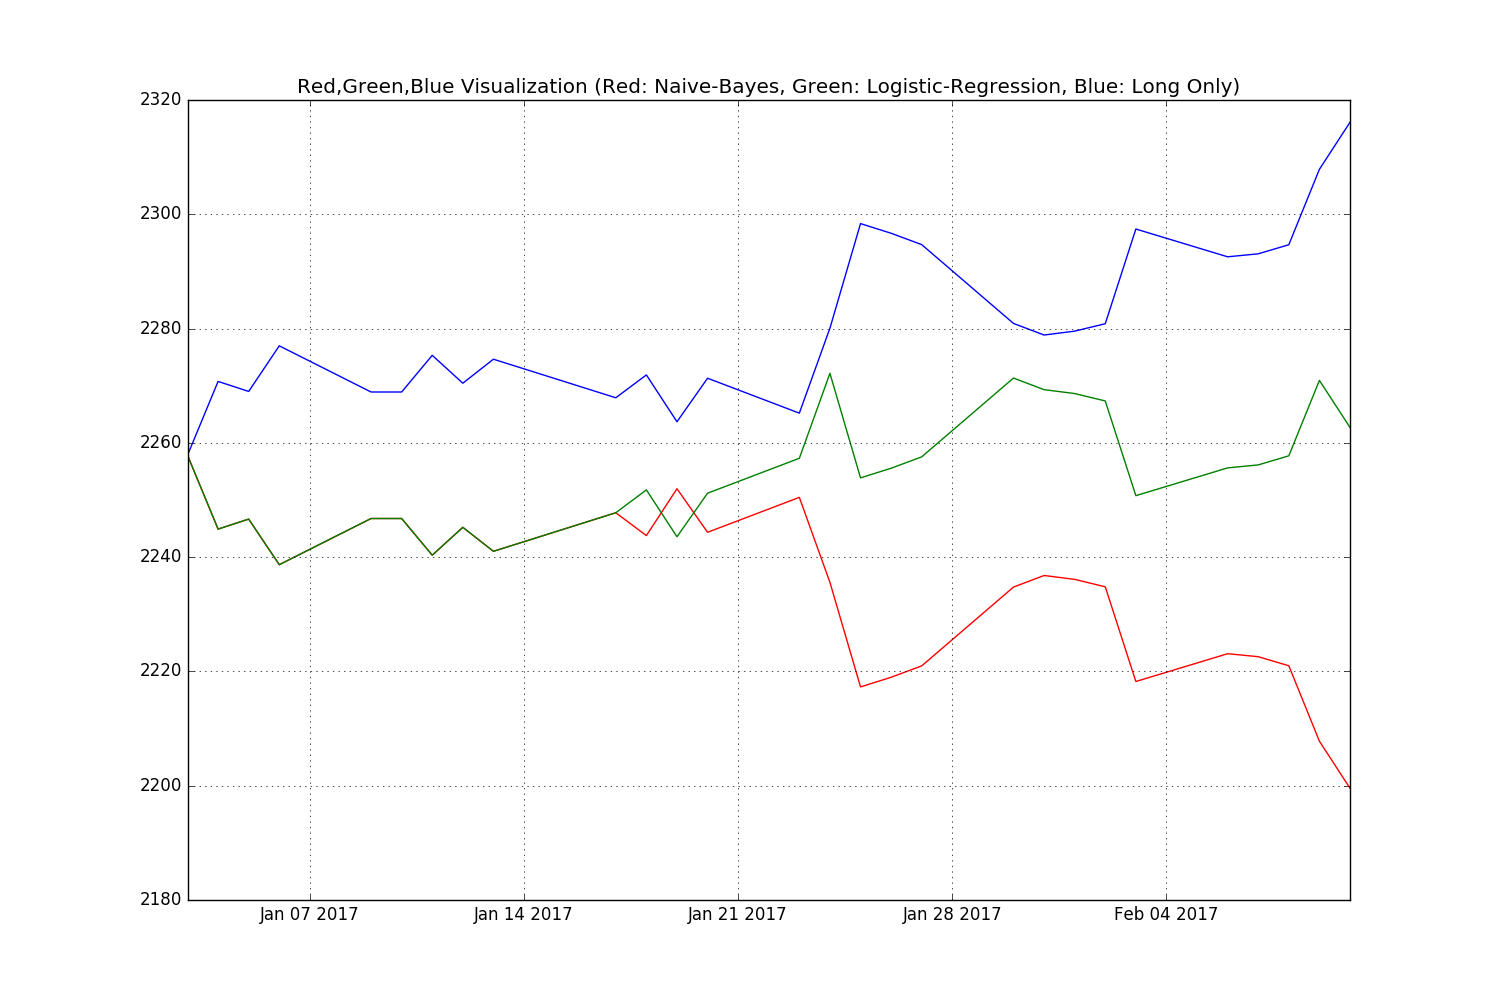 Red,Green,Blue Visualization (Red: Naive-Bayes, Green: Logistic-Regression, Blue: Long Only)
2320
2300
2280
2260
2240
2220
2200
2180
Jan 07 2017
Jan 14 2017
Jan 21 2017
Jan 28 2017
Feb 04 2017